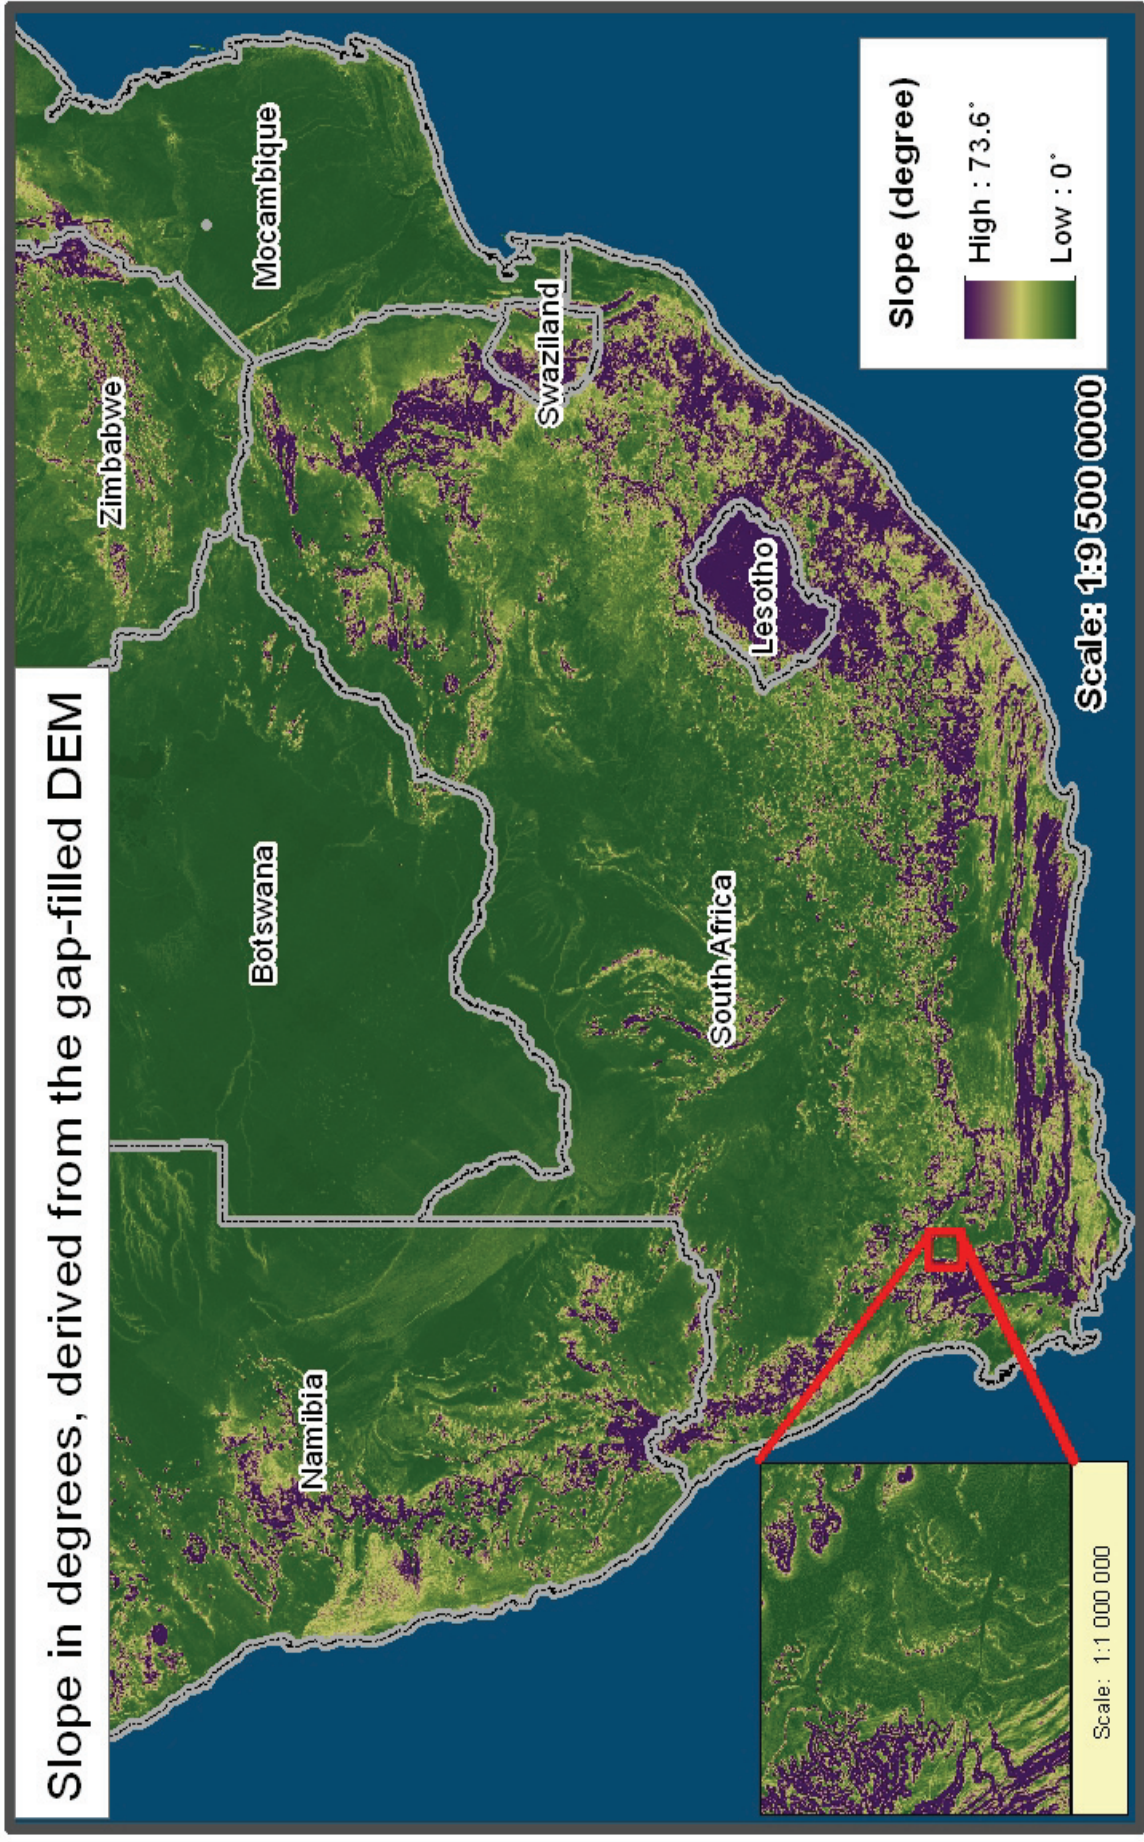 Slope in degrees, derived from the gap-filled DEM
Zimbabwe
Mocambique
Botswana
Namibia
Swaziland
South Africa
Lesotho
Slope (degree)
High : 73.6°
Low : 0°
Scale: 1:9 500 0000
Scale: 1:1 000 000